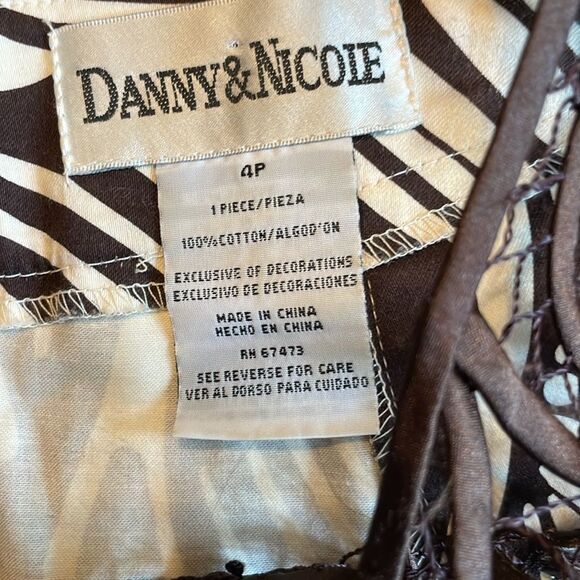 DANNY&NICOLE
4P
1 PIECE/PIEZA
100%COTTON/ALGOD'ON
EXCLUSIVE OF DECORATIONS
EXCLUSIVO DE DECORACIONES
MADE IN CHINA
HECHO EN CHINA
RN 67473
SEE REVERSE FOR CARE
VER AL DORSO PARA CUIDADO